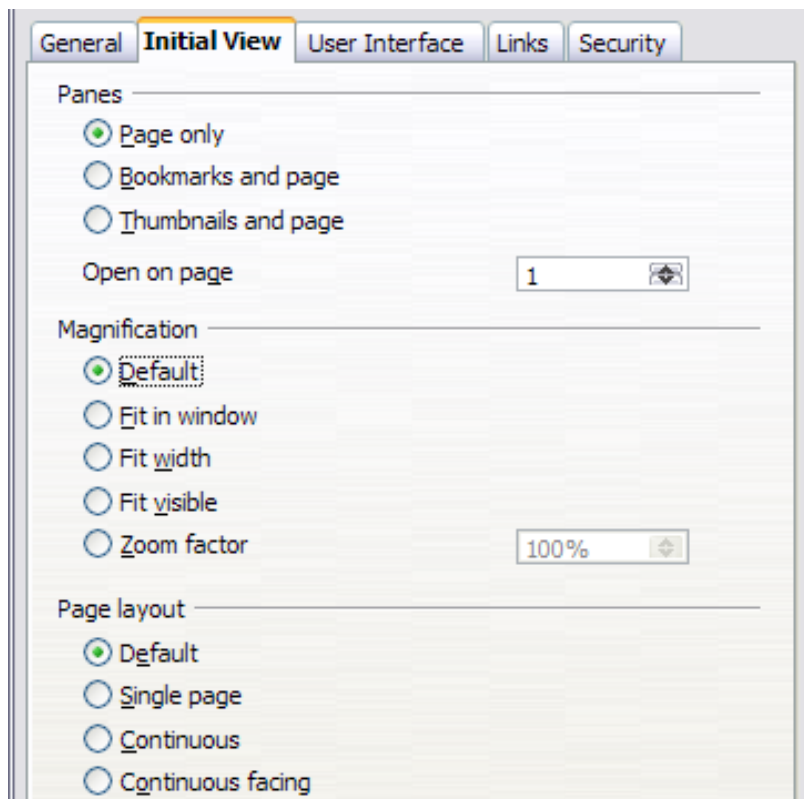 General Initial View User Interface Links Security
Panes
Page only
Bookmarks and page
Thumbnails and page
Open on page 1
Magnification
Default
Fit in window
Fit width
Fit visible
Zoom factor 100%
Page layout
Default
Single page
Continuous
Continuous facing